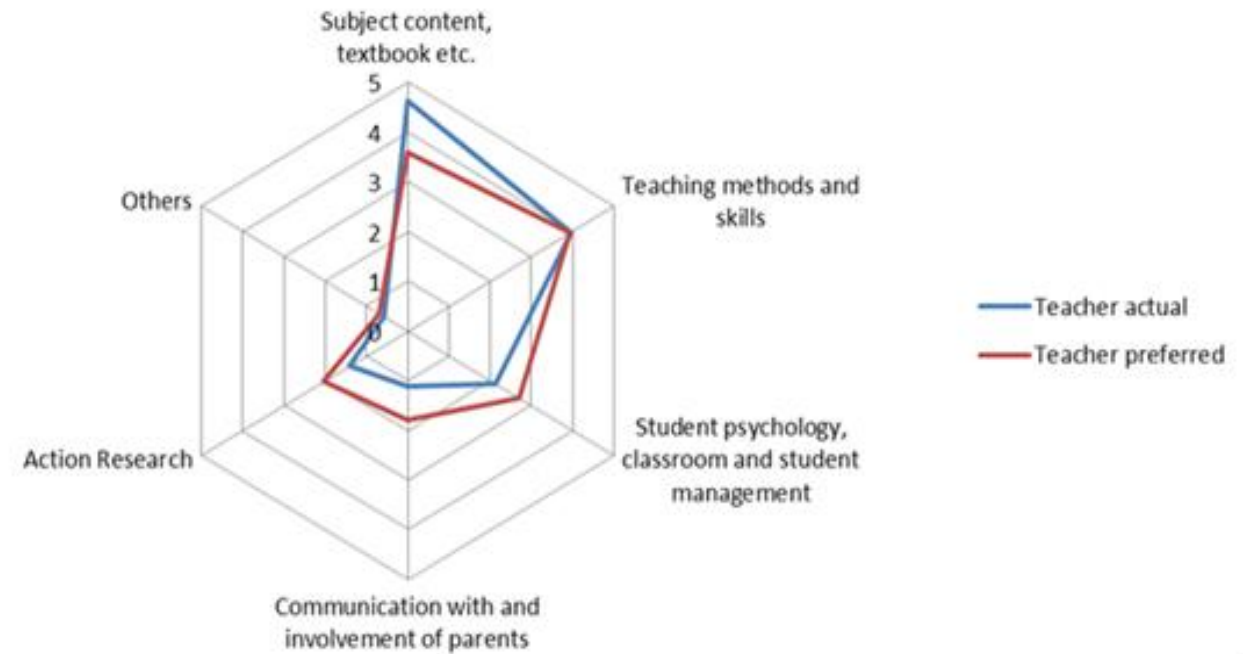 Subject content,
textbook etc.
5
4
3
2
1
0
Others
Teaching methods and
skills
Teacher actual
Teacher preferred
Student psychology,
classroom and student
management
Action Research
Communication with and
involvement of parents